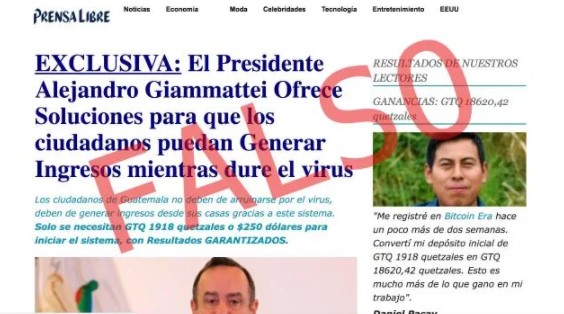 PRENSA LIBRE
Noticias Economía Moda Celebridades Tecnología Entretenimiento EEUU
EXCLUSIVA: El Presidente
Alejandro Giammattei Ofrece
Soluciones para que los
ciudadanos puedan Generar
Ingresos mientras dure el virus
Los ciudadanos de Guatemala no deben de arruinarse por el virus,
deben de generar ingresos desde sus casas gracias a este sistema.
Solo se necesitan GTQ 1918 quetzales o $250 dólares para
iniciar el sistema, con Resultados GARANTIZADOS.
FALSO
RESULTADOS DE NUESTROS
LECTORES
GANANCIAS: GTQ 18620,42
quetzales
"Me registré en Bitcoin Era hace
un poco más de dos semanas.
Convertí mi depósito inicial de
GTQ 1918 quetzales en GTQ
18620,42 quetzales. Esto es
mucho más de lo que gano en mi
trabajo".
Daniel Pacay